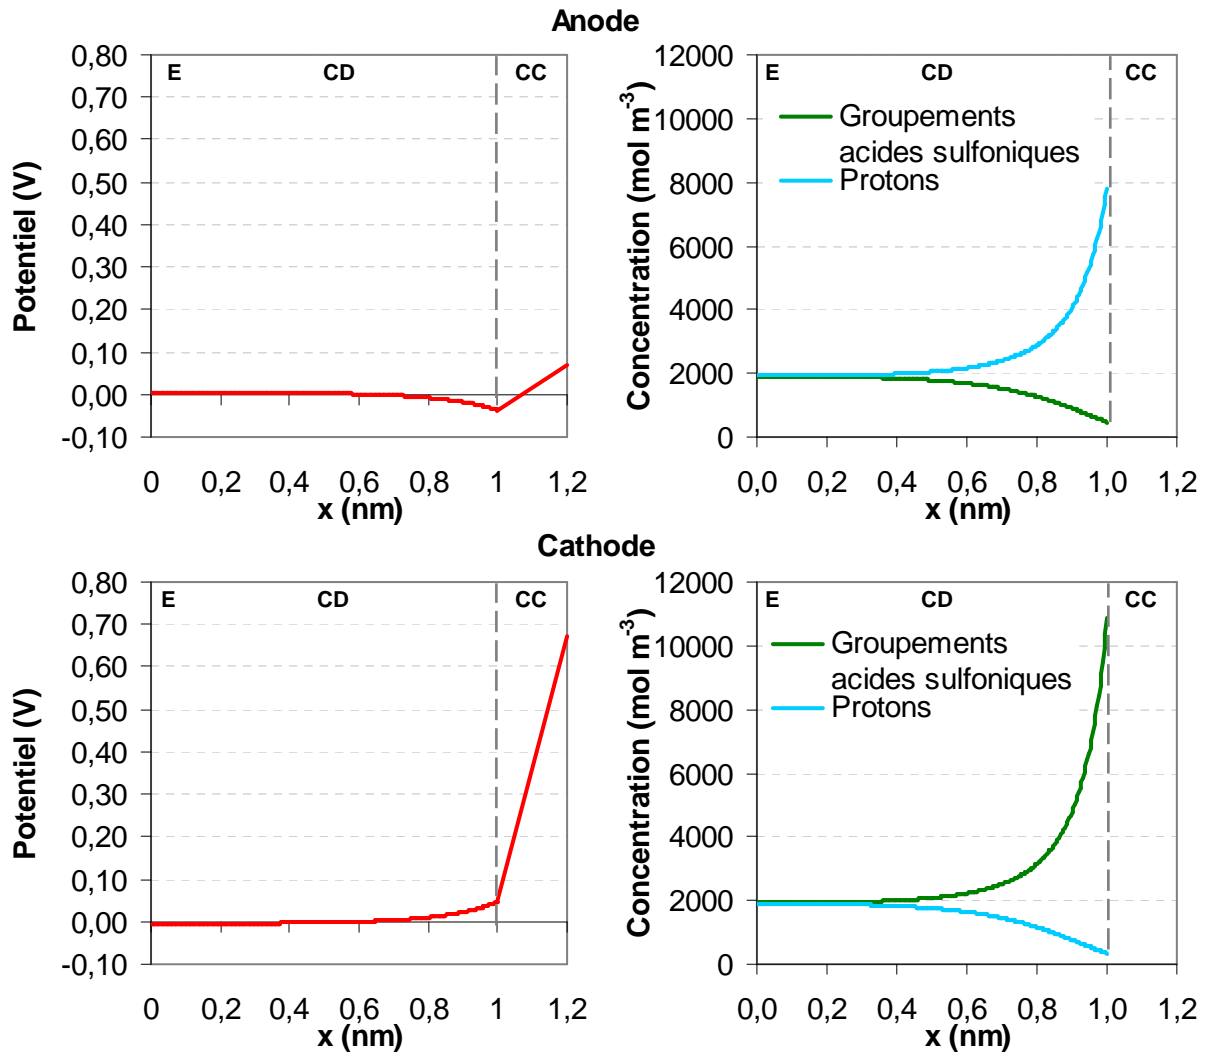 Anode
Potentiel (V)
0,80
0,70
0,60
0,50
0,40
0,30
0,20
0,10
0,00
-0,10
E CD CC
0 0,2 0,4 0,6 0,8 1 1,2
x (nm)
Concentration (mol m-3)
12000
10000
8000
6000
4000
2000
0
E CD CC
Groupements
acides sulfoniques
Protons
0,0 0,2 0,4 0,6 0,8 1,0 1,2
x (nm)
Cathode
Potentiel (V)
0,80
0,70
0,60
0,50
0,40
0,30
0,20
0,10
0,00
-0,10
E CD CC
0 0,2 0,4 0,6 0,8 1 1,2
x (nm)
Concentration (mol m-3)
12000
10000
8000
6000
4000
2000
0
E CD CC
Groupements
acides sulfoniques
Protons
0,0 0,2 0,4 0,6 0,8 1,0 1,2
x (nm)